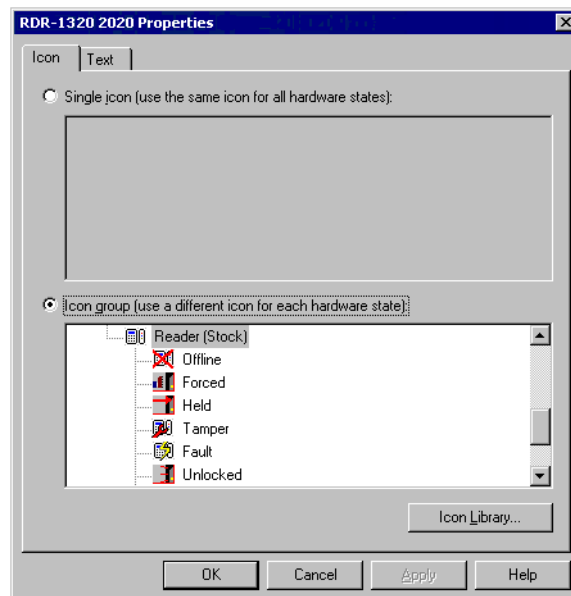 RDR-1320 2020 Properties
Icon Text
Single icon (use the same icon for all hardware states):
Icon group (use a different icon for each hardware state):
Reader (Stock)
Offline
Forced
Held
Tamper
Fault
Unlocked
Icon Library...
OK Cancel Apply Help